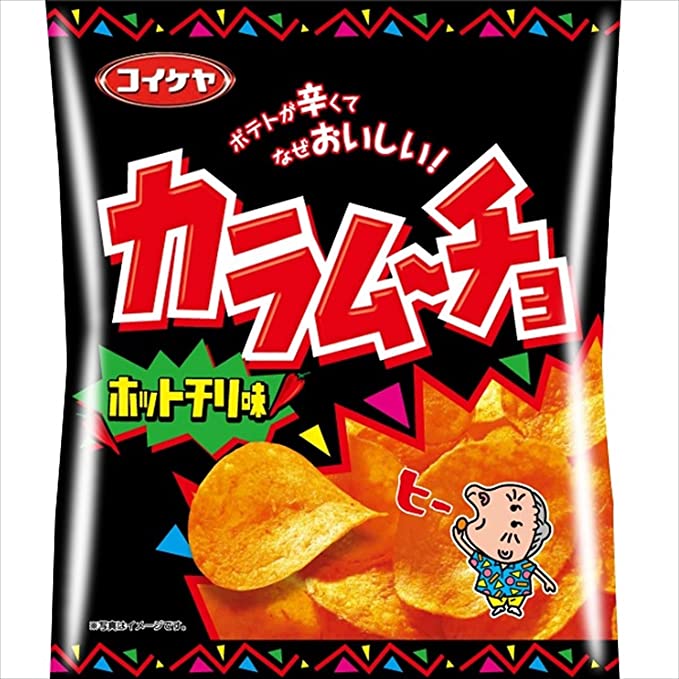 コイケヤ
ポテトが辛くて
なぜおいしい!
カラムーチョ
ホットチリ味
ヒー
※写真はイメージです。